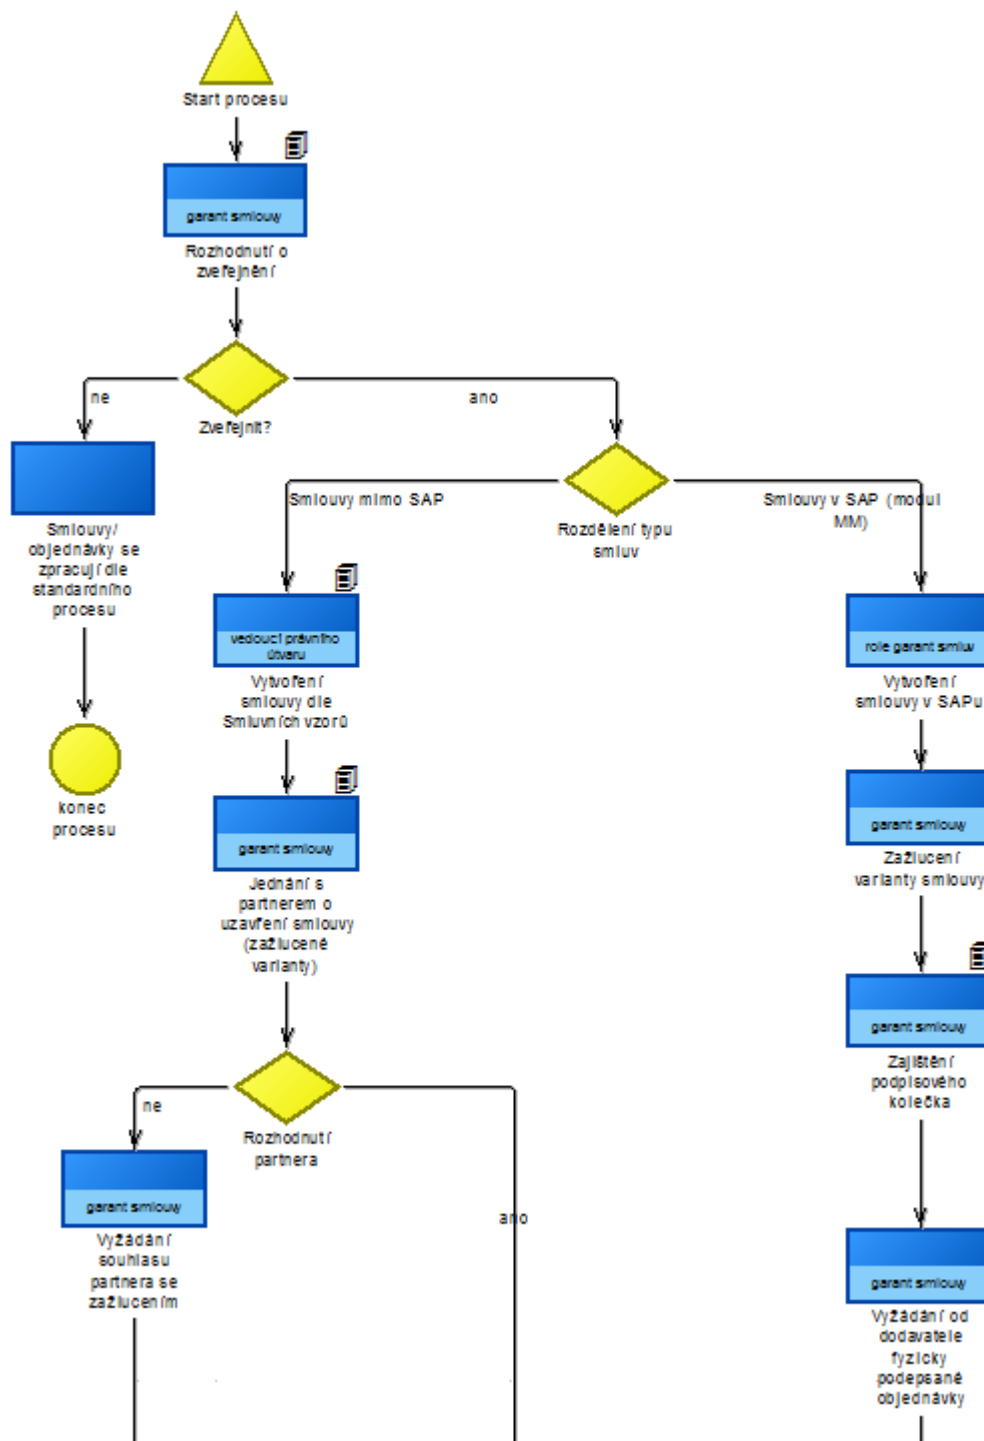 Start procesu
garant smlouvy
Rozhodnutí o
zveřejnění
ne
ano
Zveřejnit?
Smlouvy mimo SAP
Smlouvy v SAP (modul
MM)
Rozdělení typu
smluv
Smlouvy/
objednávky se
zpracují dle
standardního
procesu
vedoucí právního
útvaru
role garant smluv
Vytvoření
smlouvy dle
Smluvních vzorů
Vytvoření
smlouvy v SAPu
konec
procesu
garant smlouvy
garant smlouvy
Jednání s
partnerem o
uzavření smlouvy
(zažlucené
varianty)
Zažlucení
varianty smlouvy
garant smlouvy
Zajištění
podpisového
kolečka
ne
Rozhodnutí
partnera
garant smlouvy
ano
Vyžádání
souhlasu
partnera se
zažlucením
garant smlouvy
Vyžádání od
dodavatele
fyzicky
podepsané
objednávky